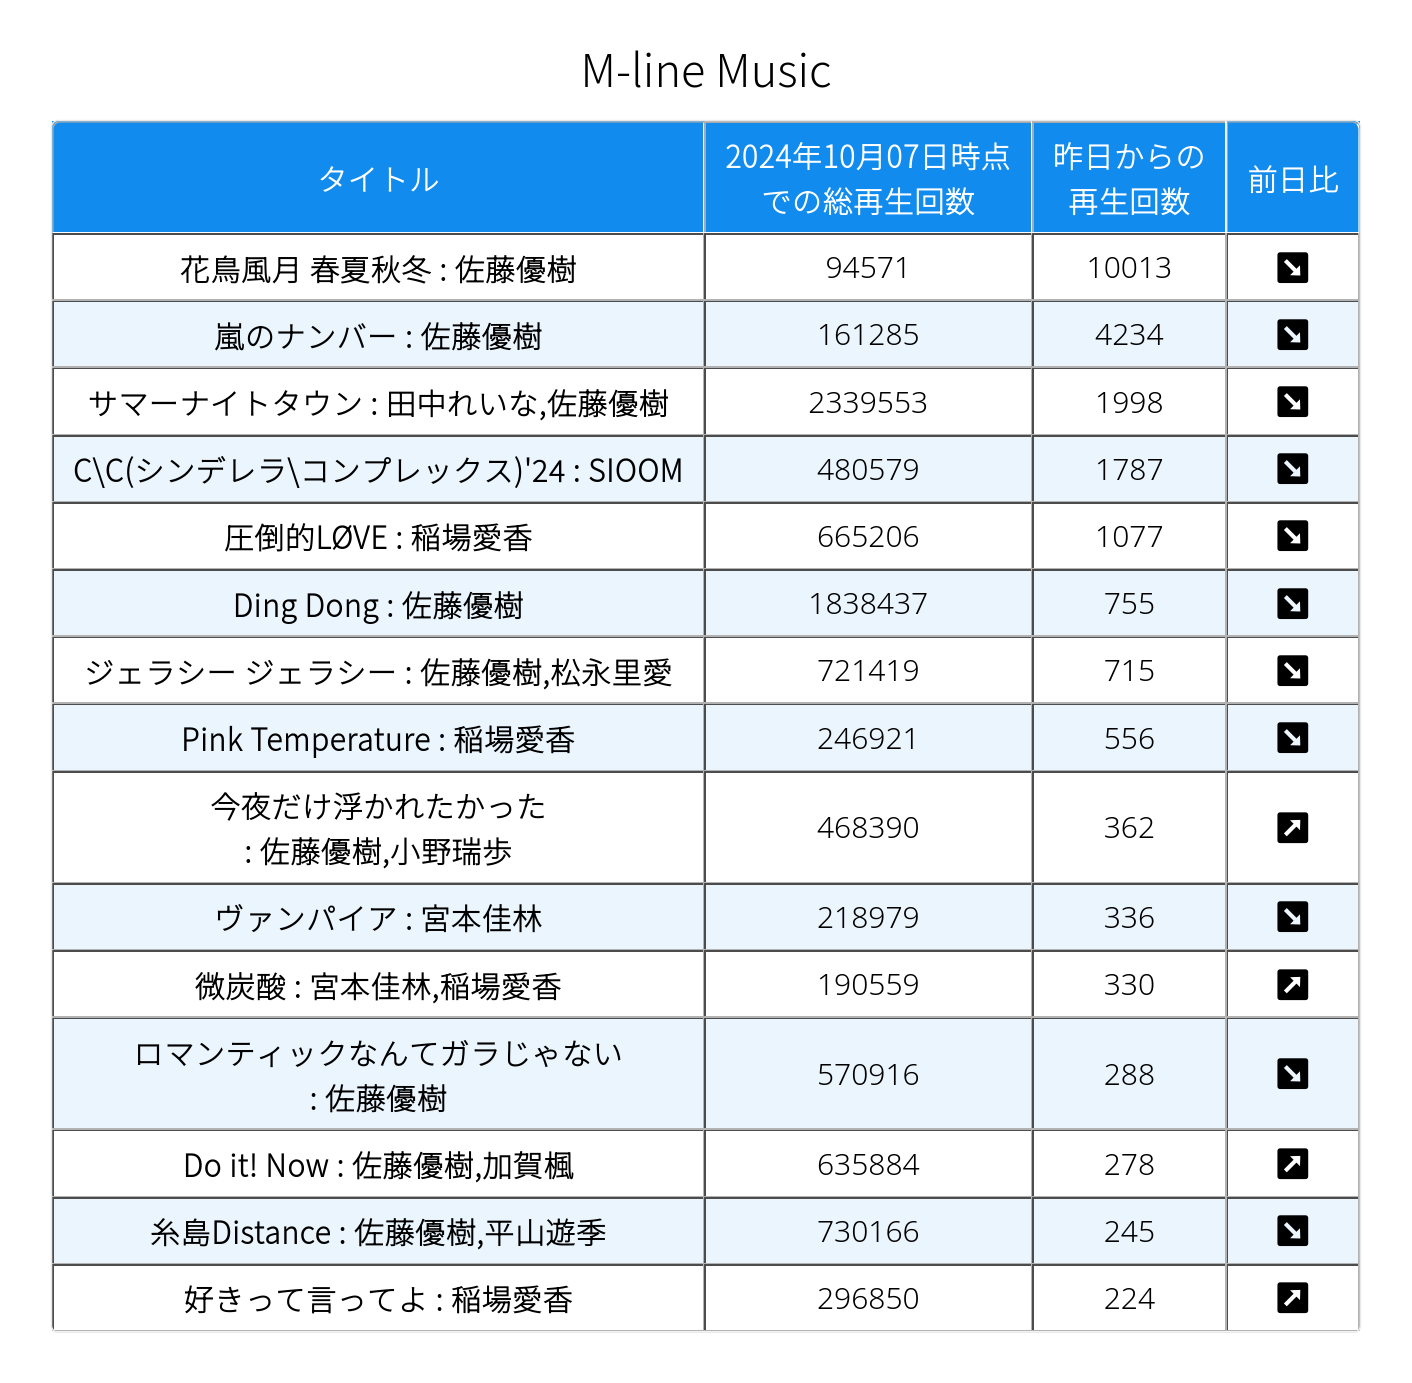 M-line Music
タイトル
2024年10月07日時点
での総再生回数
昨日からの
再生回数
前日比
花鳥風月 春夏秋冬 : 佐藤優樹 94571 10013
嵐のナンバー : 佐藤優樹 161285 4234
サマーナイトタウン : 田中れいな,佐藤優樹 2339553 1998
C\C(シンデレラ\コンプレックス)'24 : SIOOM 480579 1787
圧倒的LØVE : 稲場愛香 665206 1077
Ding Dong : 佐藤優樹 1838437 755
ジェラシー ジェラシー : 佐藤優樹,松永里愛 721419 715
Pink Temperature : 稲場愛香 246921 556
今夜だけ浮かれたかった
: 佐藤優樹,小野瑞歩 468390 362
ヴァンパイア : 宮本佳林 218979 336
微炭酸 : 宮本佳林,稲場愛香 190559 330
ロマンティックなんてガラじゃない
: 佐藤優樹 570916 288
Do it! Now : 佐藤優樹,加賀楓 635884 278
糸島Distance : 佐藤優樹,平山遊季 730166 245
好きって言ってよ : 稲場愛香 296850 224